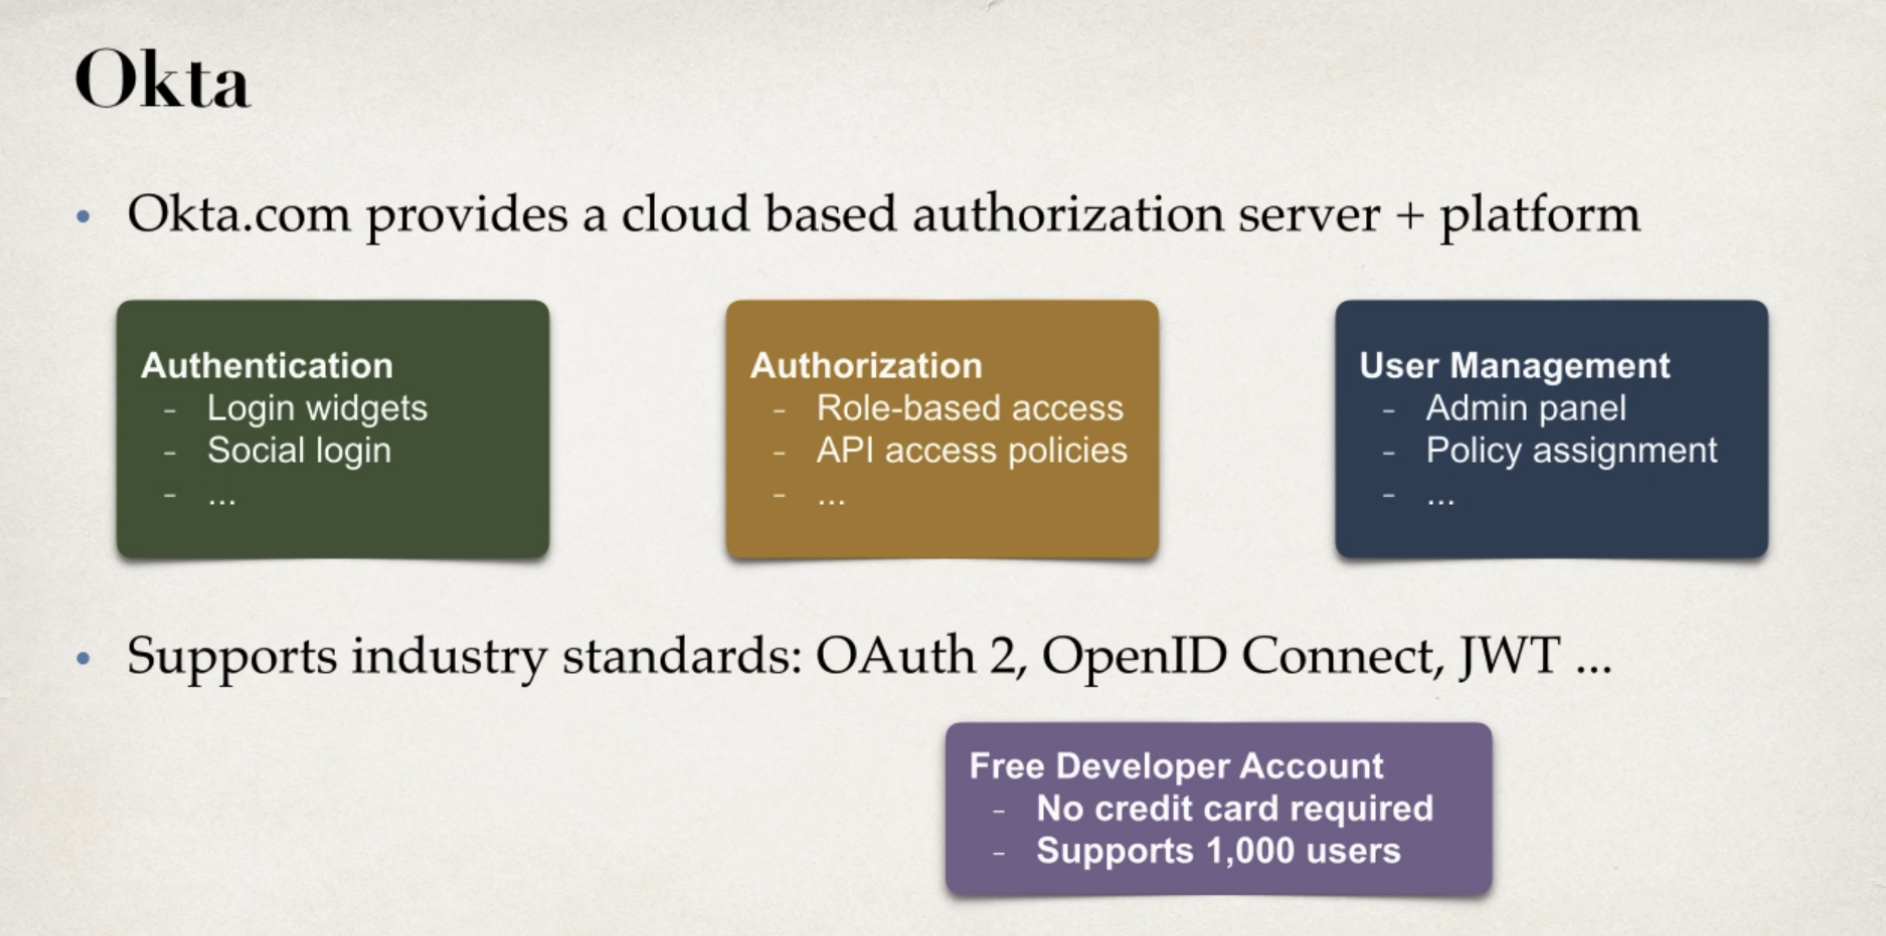 Okta
• Okta.com provides a cloud based authorization server + platform
Authentication
- Login widgets
- Social login
- ...
Authorization
- Role-based access
- API access policies
- ...
User Management
- Admin panel
- Policy assignment
- ...
• Supports industry standards: OAuth 2, OpenID Connect, JWT ...
Free Developer Account
- No credit card required
- Supports 1,000 users